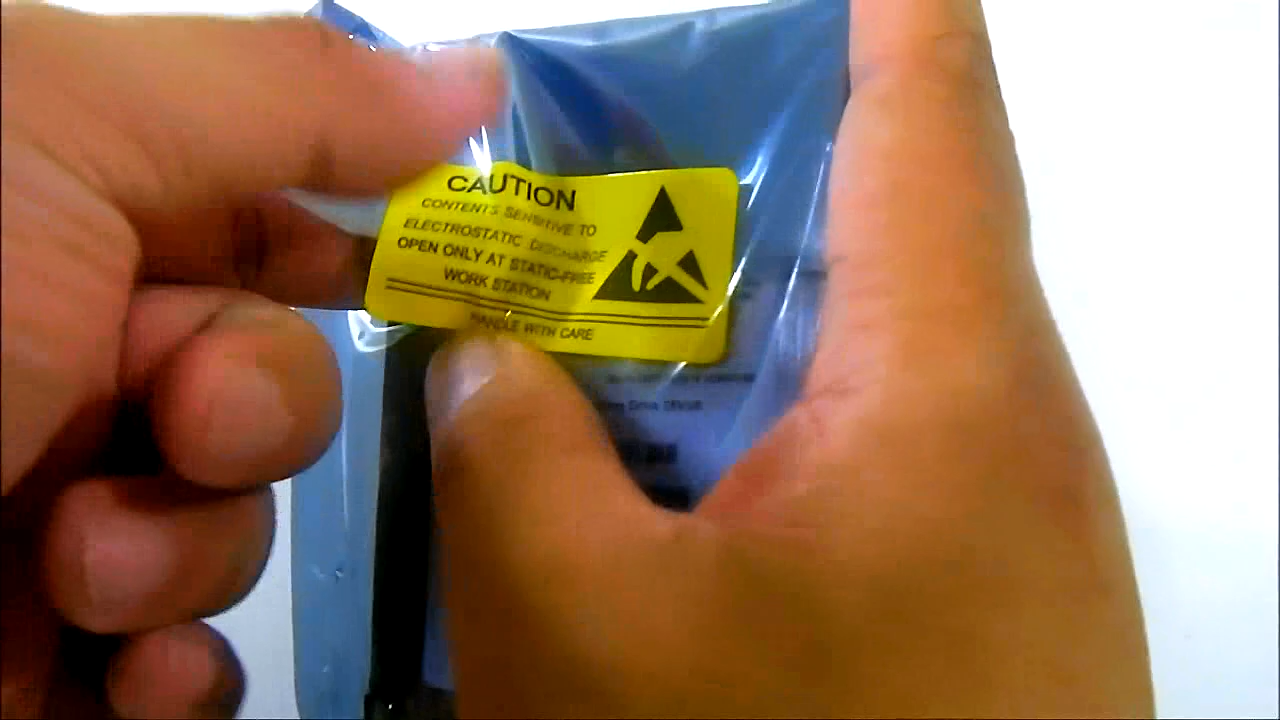 CAUTION
CONTENTS SENSITIVE TO
ELECTROSTATIC DISCHARGE
OPEN ONLY AT STATIC-FREE
WORK STATION
HANDLE WITH CARE